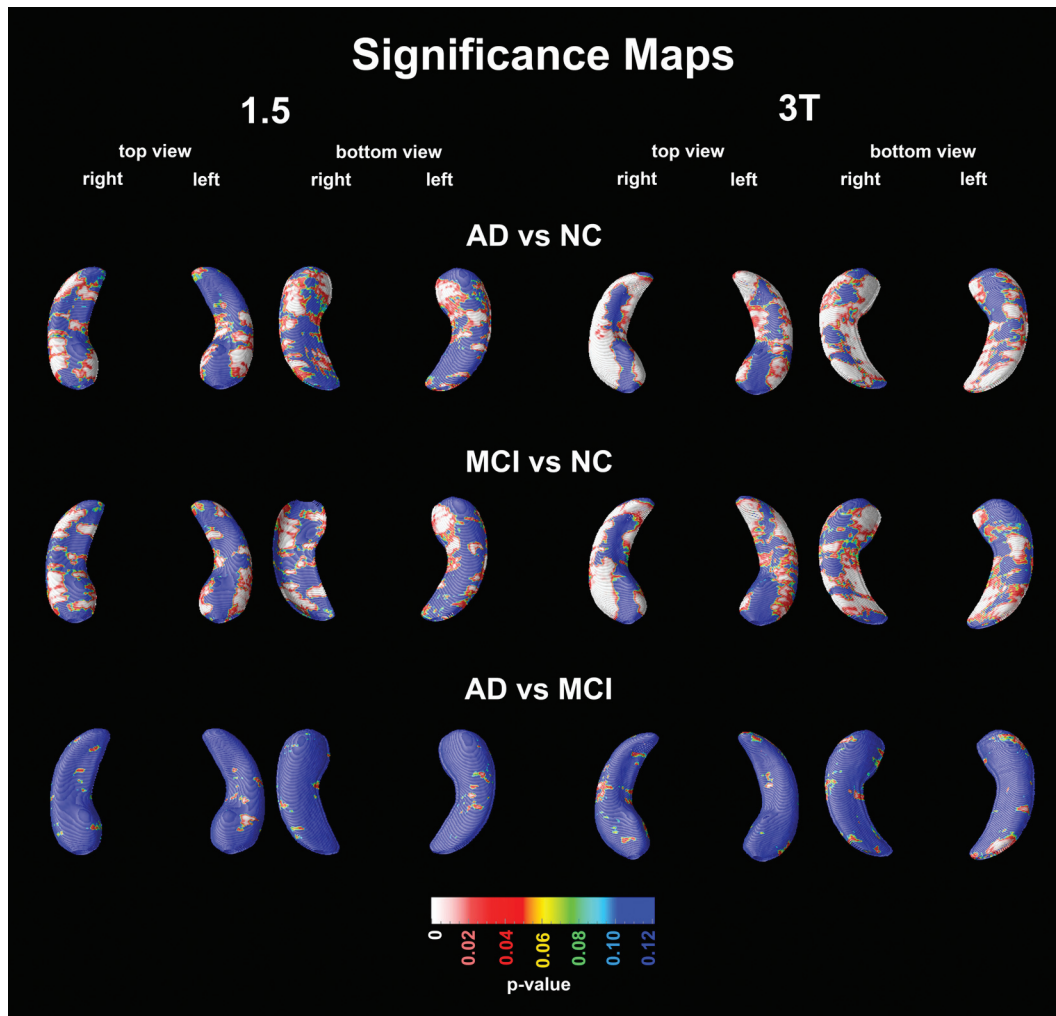 Significance Maps
1.5 3T
top view bottom view top view bottom view
right left right left right left right left
AD vs NC
MCI vs NC
AD vs MCI
0 0.02 0.04 0.06 0.08 0.10 0.12
p-value